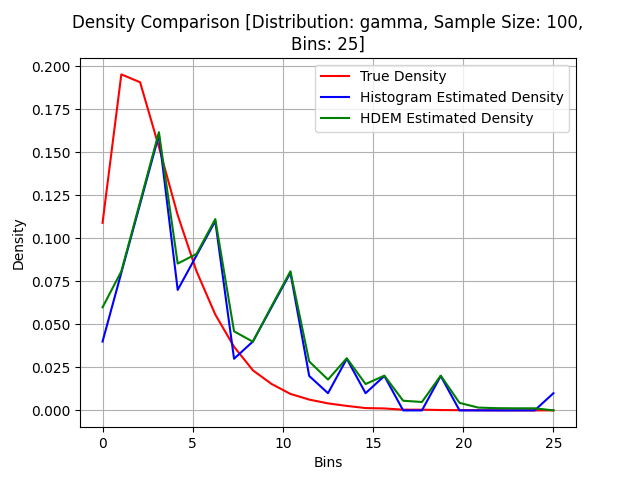 Density Comparison [Distribution: gamma, Sample Size: 100,
Bins: 25]
True Density
Histogram Estimated Density
HDEM Estimated Density
Density
0.200
0.175
0.150
0.125
0.100
0.075
0.050
0.025
0.000
0 5 10 15 20 25
Bins